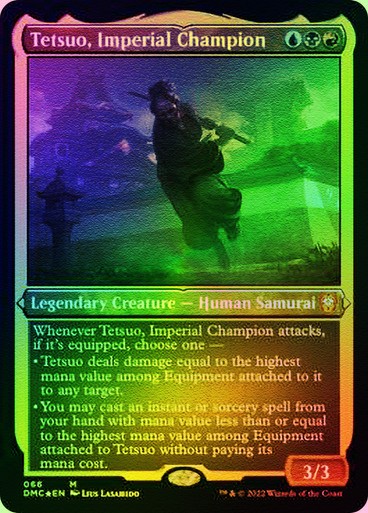 Tetsuo, Imperial Champion
Legendary Creature — Human Samurai
Whenever Tetsuo, Imperial Champion attacks,
if it's equipped, choose one —
• Tetsuo deals damage equal to the highest
mana value among Equipment attached to it
to any target.
• You may cast an instant or sorcery spell from
your hand with mana value less than or equal
to the highest mana value among Equipment
attached to Tetsuo without paying its
mana cost.
3/3
066 M
DMC★EN Lius Lasahido
™ & © 2022 Wizards of the Coast